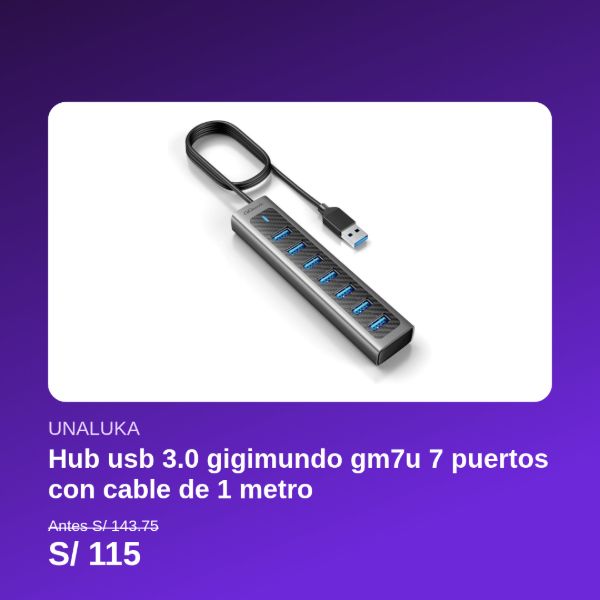 UNALUKA
Hub usb 3.0 gigimundo gm7u 7 puertos
con cable de 1 metro
Antes S/ 143.75
S/ 115